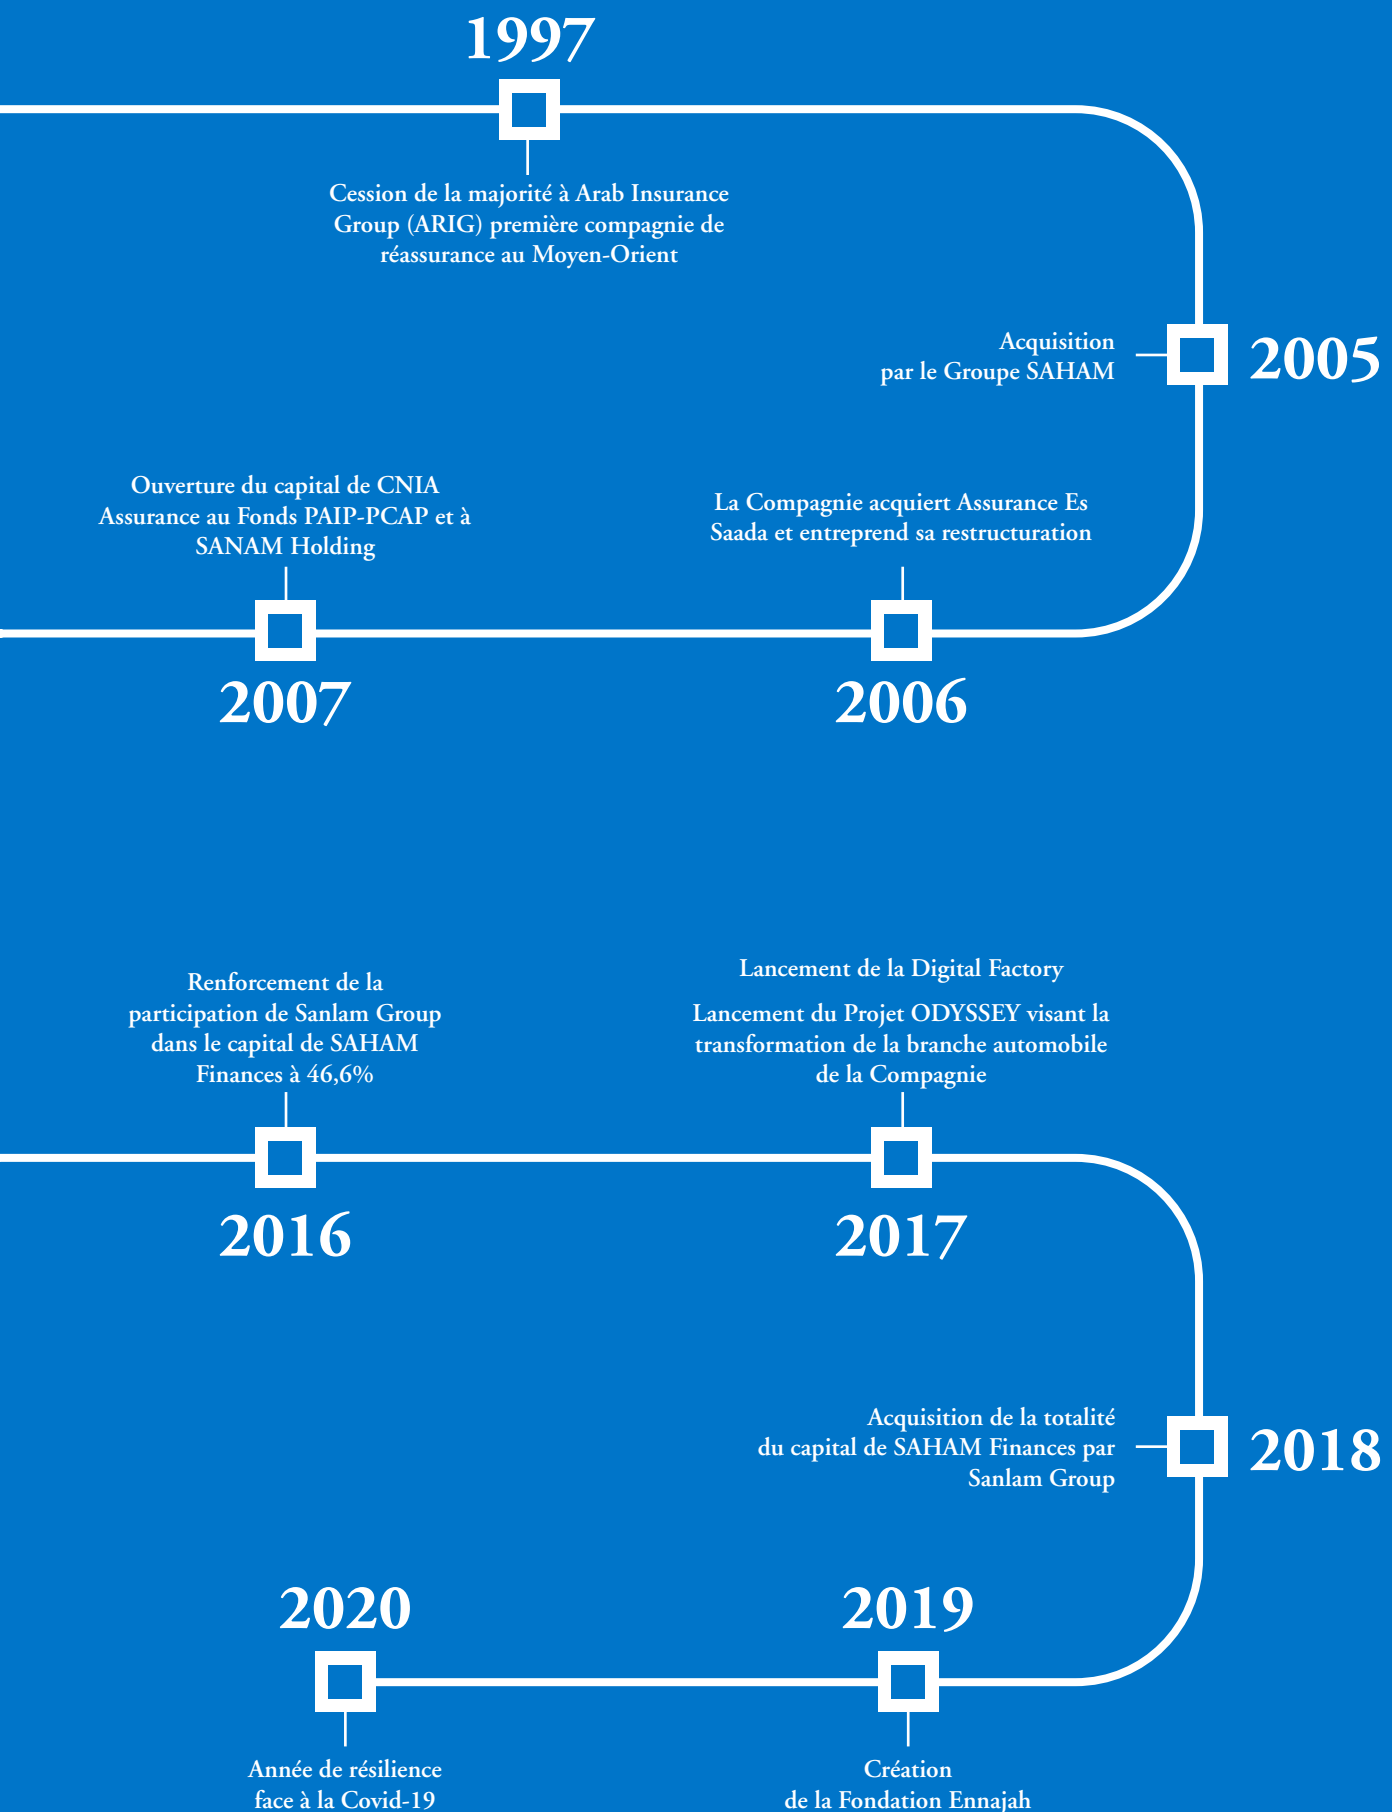 1997
Cession de la majorité à Arab Insurance
Group (ARIG) première compagnie de
réassurance au Moyen-Orient
Acquisition
par le Groupe SAHAM
2005
La Compagnie acquiert Assurance Es
Saada et entreprend sa restructuration
2006
Ouverture du capital de CNIA
Assurance au Fonds PAIP-PCAP et à
SANAM Holding
2007
Renforcement de la
participation de Sanlam Group
dans le capital de SAHAM
Finances à 46,6%
2016
Lancement de la Digital Factory
Lancement du Projet ODYSSEY visant la
transformation de la branche automobile
de la Compagnie
2017
Acquisition de la totalité
du capital de SAHAM Finances par
Sanlam Group
2018
2019
Création
de la Fondation Ennajah
2020
Année de résilience
face à la Covid-19